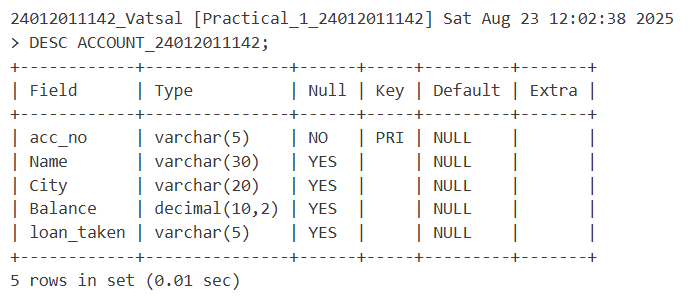 24012011142_Vatsal [Practical_1_24012011142] Sat Aug 23 12:02:38 2025
> DESC ACCOUNT_24012011142;
+------------+---------------+------+-----+---------+-------+
| Field      | Type          | Null | Key | Default | Extra |
+------------+---------------+------+-----+---------+-------+
| acc_no     | varchar(5)    | NO   | PRI | NULL    |       |
| Name       | varchar(30)   | YES  |     | NULL    |       |
| City       | varchar(20)   | YES  |     | NULL    |       |
| Balance    | decimal(10,2) | YES  |     | NULL    |       |
| loan_taken | varchar(5)    | YES  |     | NULL    |       |
+------------+---------------+------+-----+---------+-------+
5 rows in set (0.01 sec)